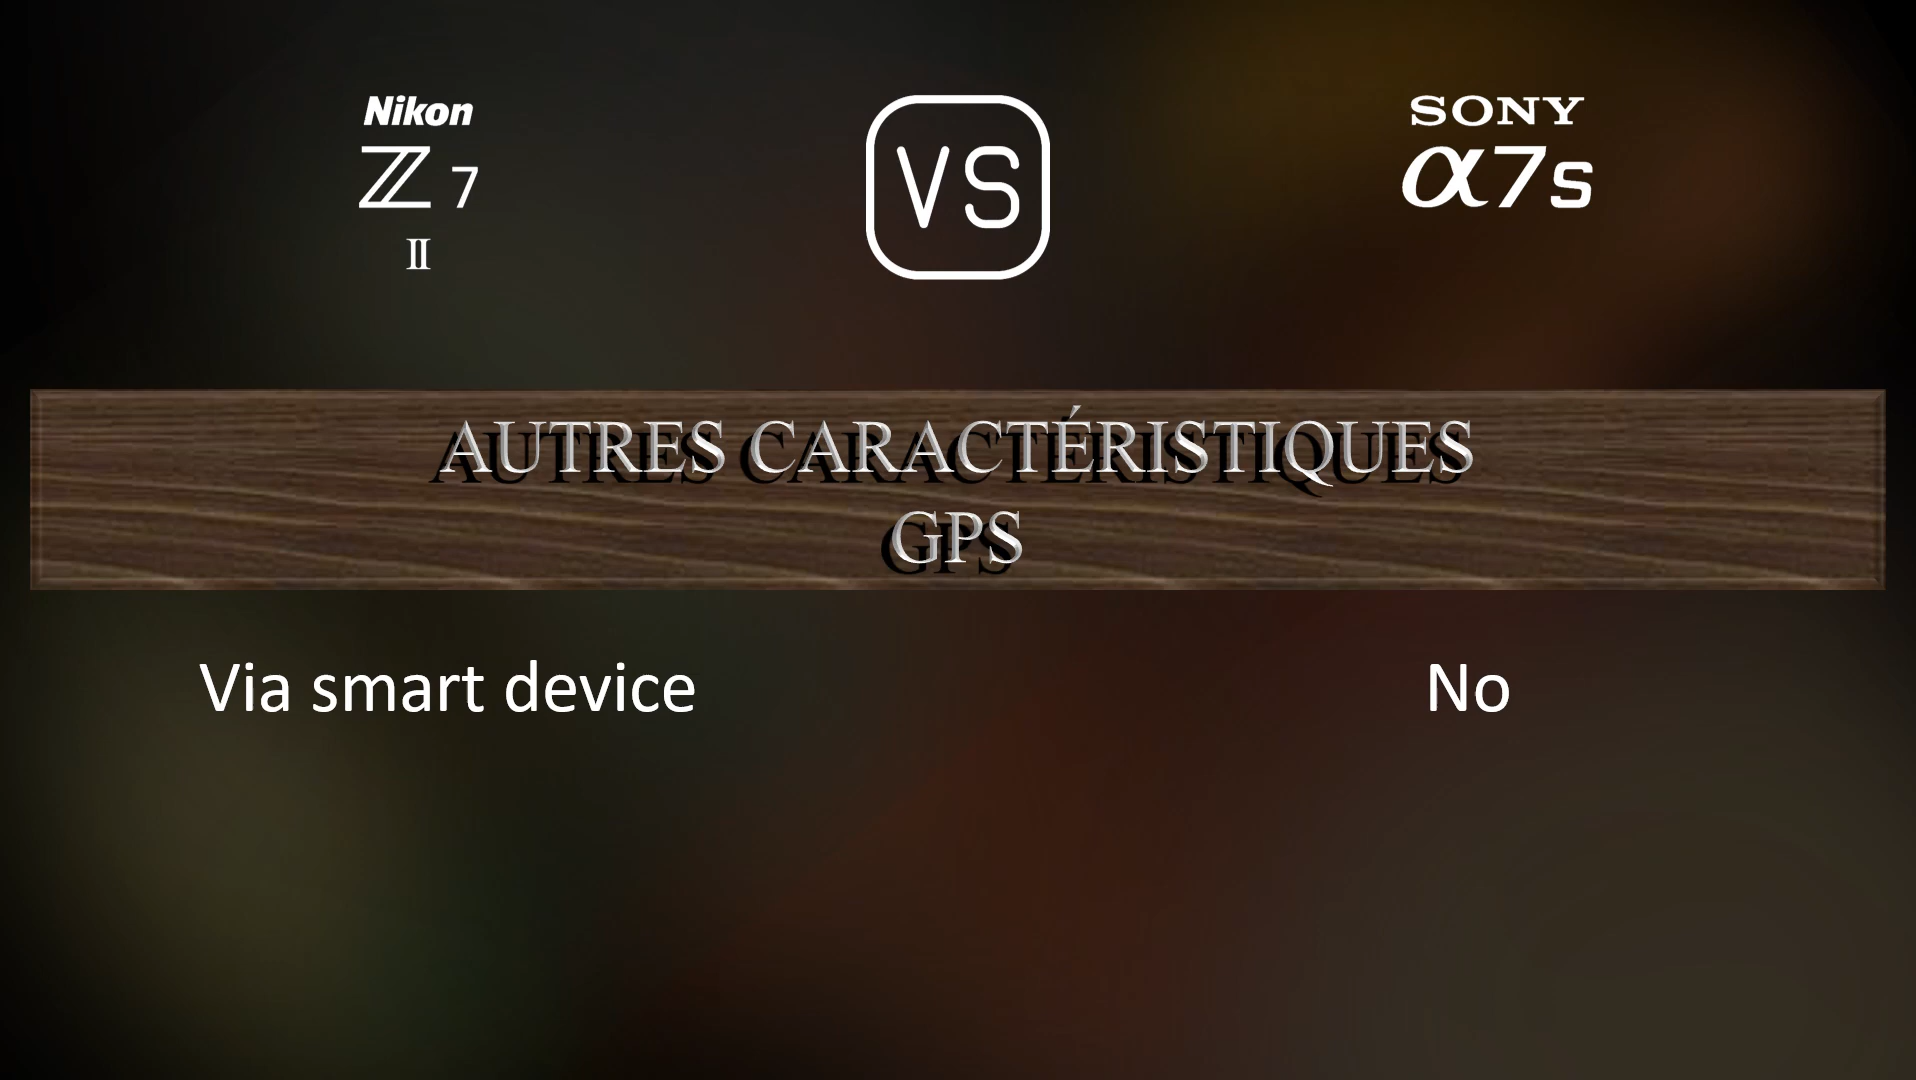 Nikon
Z 7
II
VS
SONY
α7s
AUTRES CARACTÉRISTIQUES
GPS
Via smart device
No